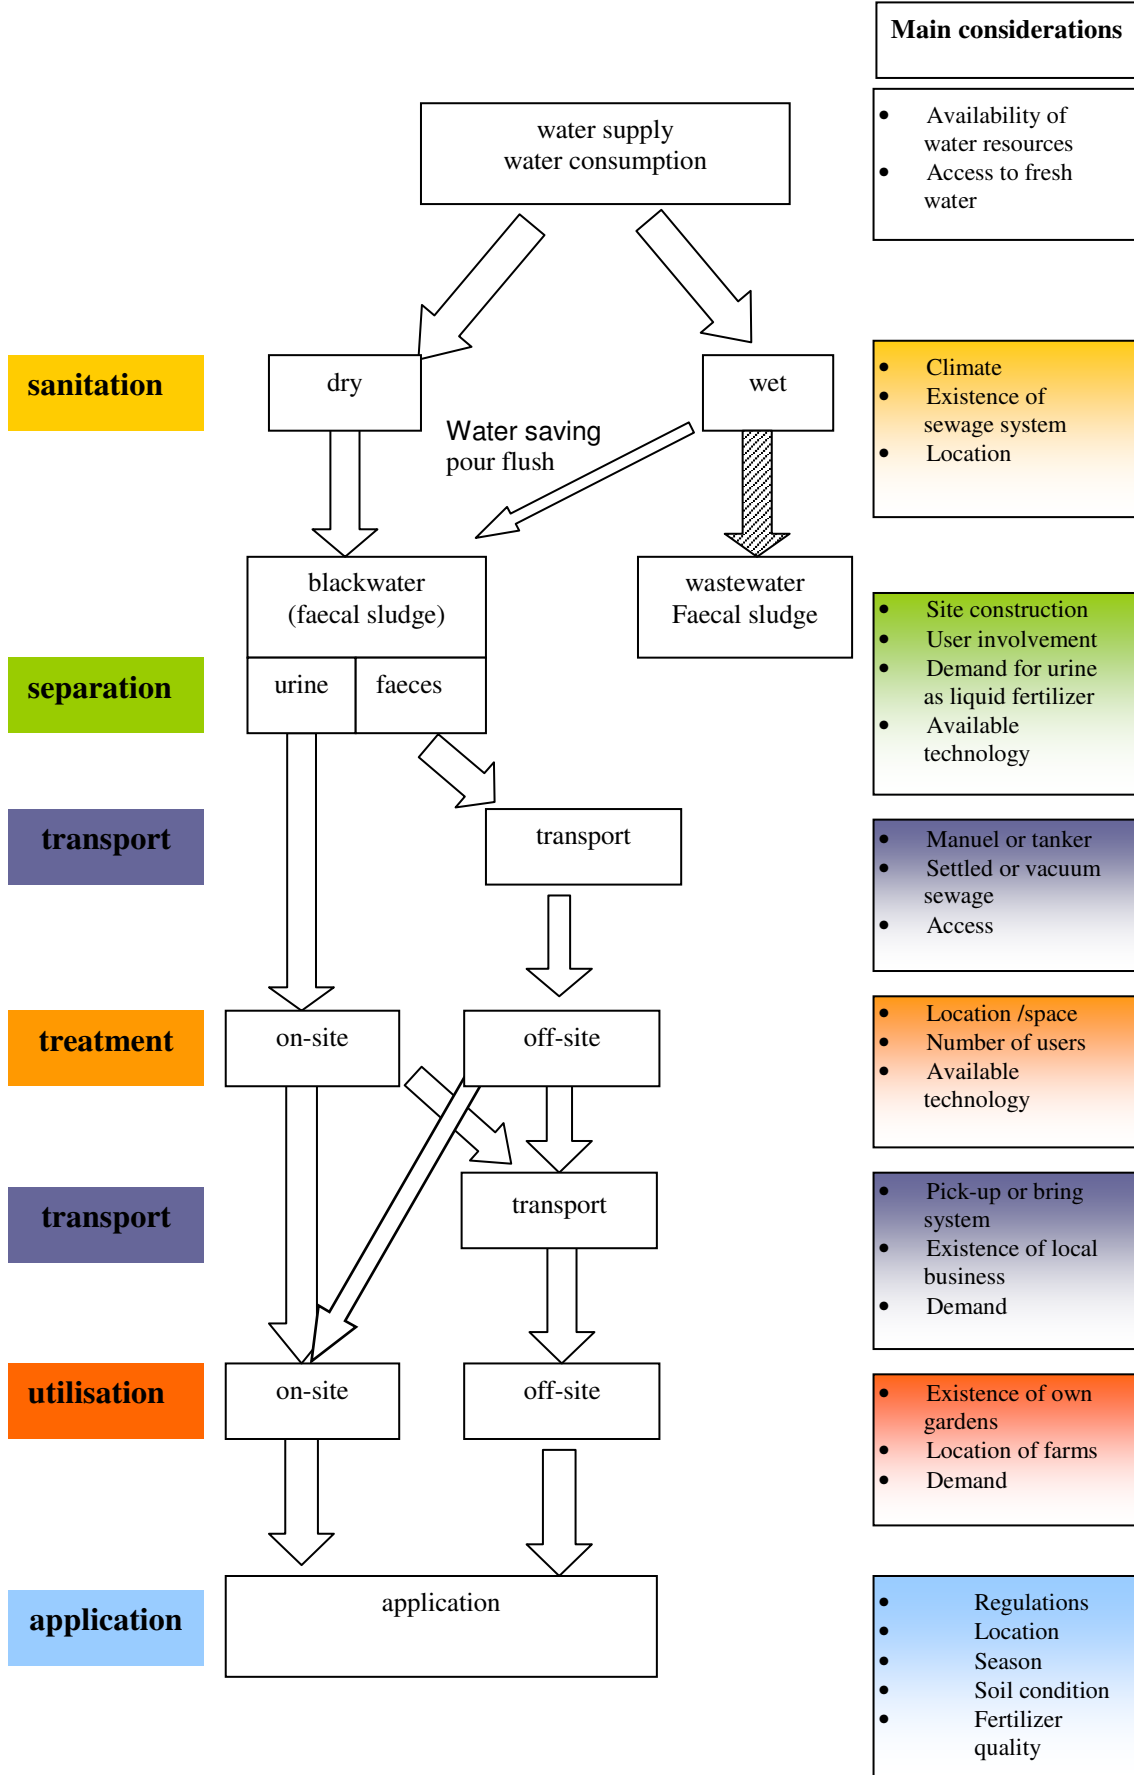 Main considerations
water supply
water consumption
• Availability of
water resources
• Access to fresh
water
sanitation
dry
wet
• Climate
• Existence of
sewage system
• Location
Water saving
pour flush
blackwater
(faecal sludge)
wastewater
Faecal sludge
separation
urine
faeces
• Site construction
• User involvement
• Demand for urine
as liquid fertilizer
• Available
technology
transport
transport
• Manuel or tanker
• Settled or vacuum
sewage
• Access
treatment
on-site
off-site
• Location /space
• Number of users
• Available
technology
transport
transport
• Pick-up or bring
system
• Existence of local
business
• Demand
utilisation
on-site
off-site
• Existence of own
gardens
• Location of farms
• Demand
application
application
• Regulations
• Location
• Season
• Soil condition
• Fertilizer
quality